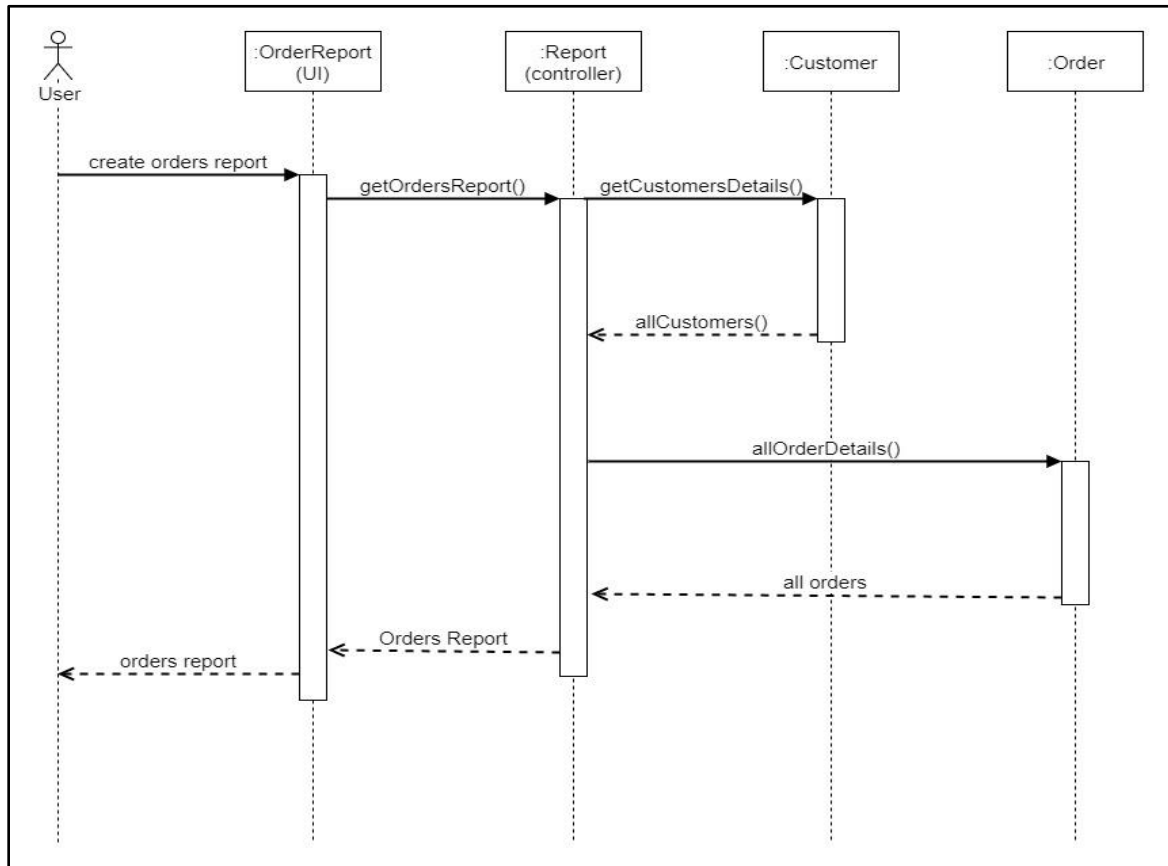 User
:OrderReport
(UI)
:Report
(controller)
:Customer
:Order
create orders report
getOrdersReport()
getCustomersDetails()
allCustomers()
allOrderDetails()
all orders
Orders Report
orders report